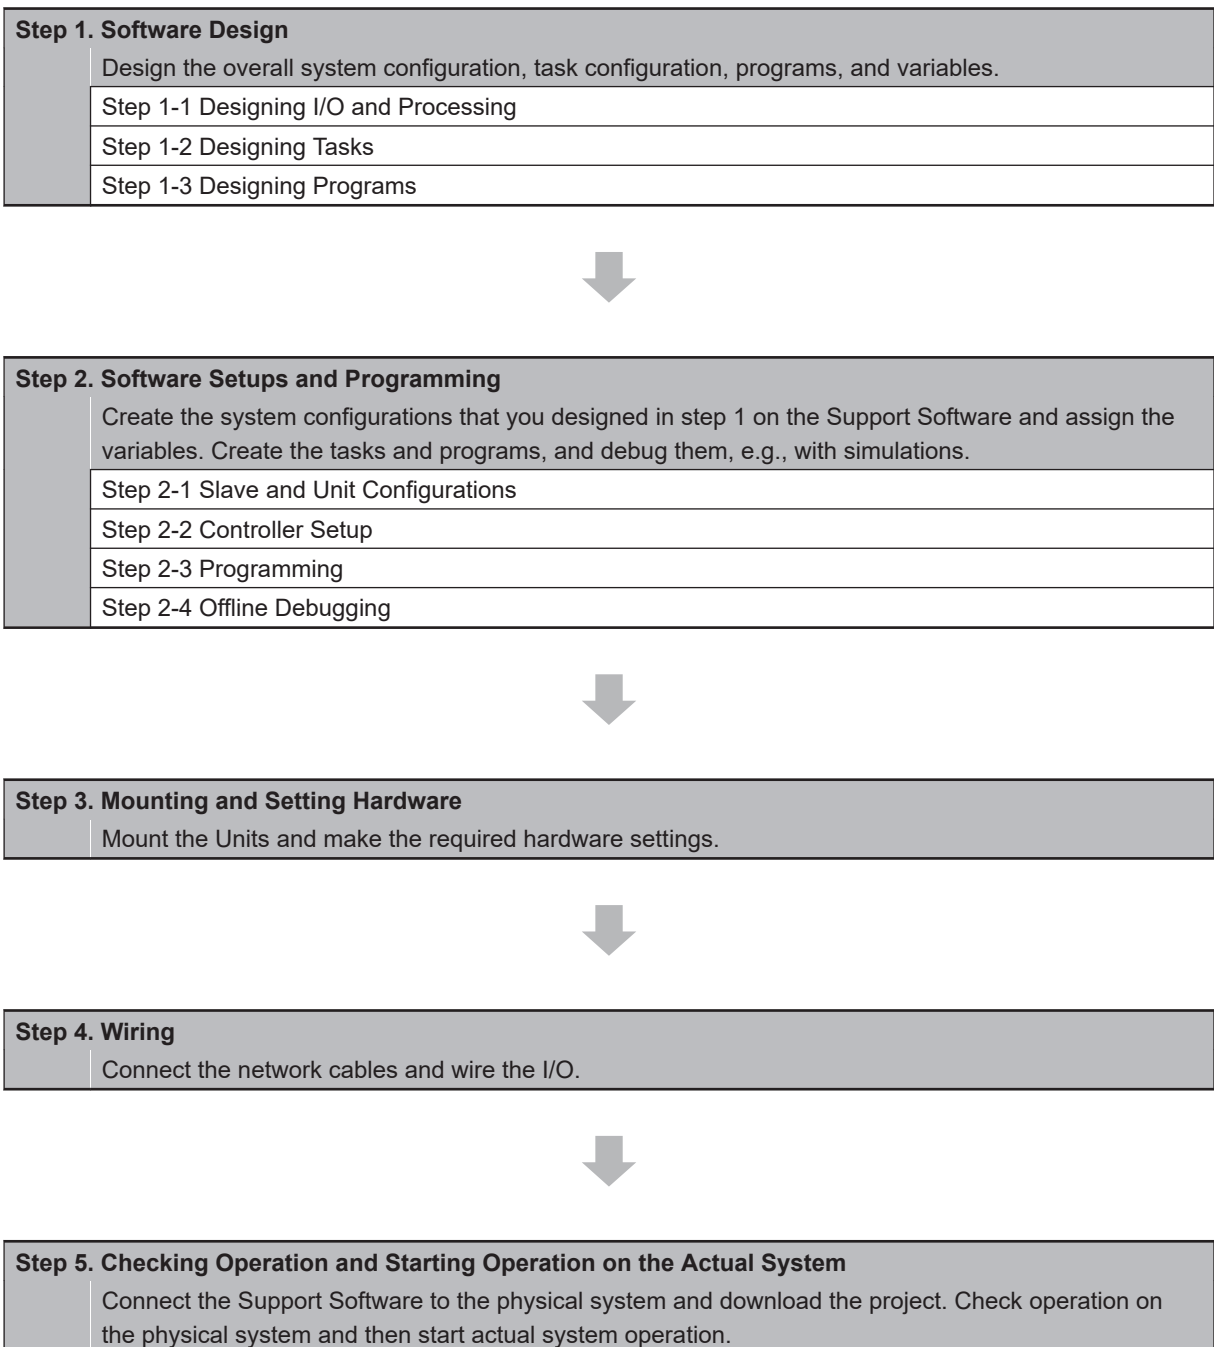 Step 1. Software Design
Design the overall system configuration, task configuration, programs, and variables.
Step 1-1 Designing I/O and Processing
Step 1-2 Designing Tasks
Step 1-3 Designing Programs
Step 2. Software Setups and Programming
Create the system configurations that you designed in step 1 on the Support Software and assign the
variables. Create the tasks and programs, and debug them, e.g., with simulations.
Step 2-1 Slave and Unit Configurations
Step 2-2 Controller Setup
Step 2-3 Programming
Step 2-4 Offline Debugging
Step 3. Mounting and Setting Hardware
Mount the Units and make the required hardware settings.
Step 4. Wiring
Connect the network cables and wire the I/O.
Step 5. Checking Operation and Starting Operation on the Actual System
Connect the Support Software to the physical system and download the project. Check operation on
the physical system and then start actual system operation.